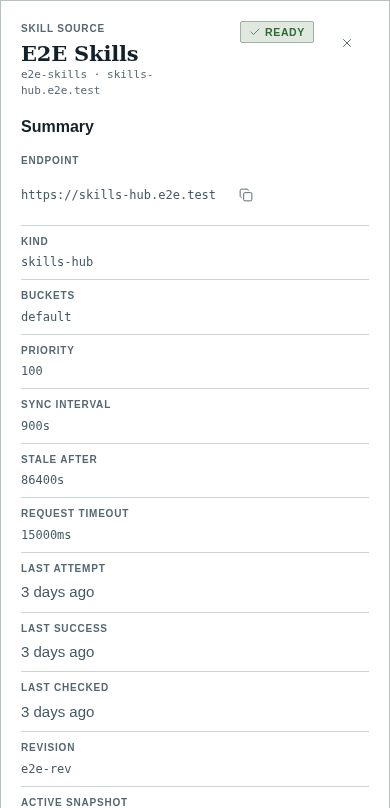 SKILL SOURCE
READY
E2E Skills
e2e-skills · skills-
hub.e2e.test
Summary
ENDPOINT
https://skills-hub.e2e.test
KIND
skills-hub
BUCKETS
default
PRIORITY
100
SYNC INTERVAL
900s
STALE AFTER
86400s
REQUEST TIMEOUT
15000ms
LAST ATTEMPT
3 days ago
LAST SUCCESS
3 days ago
LAST CHECKED
3 days ago
REVISION
e2e-rev
ACTIVE SNAPSHOT